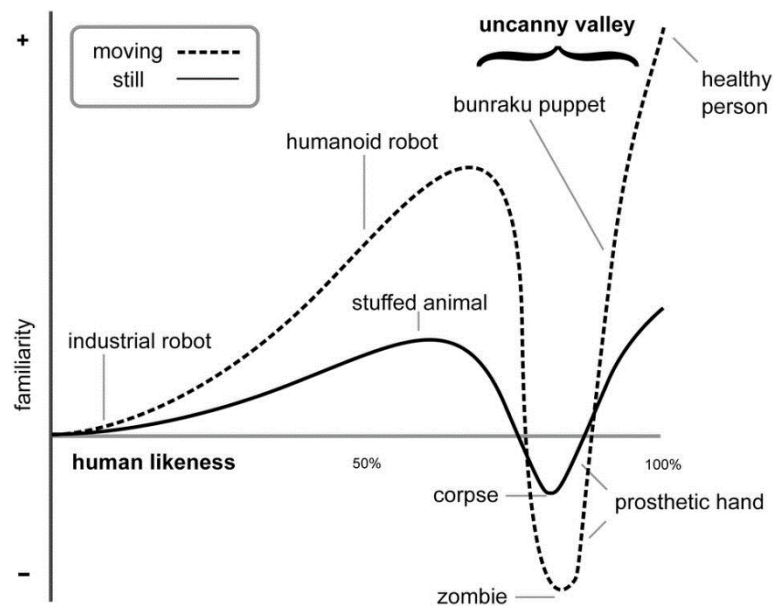 +
moving
still
uncanny valley
healthy
person
bunraku puppet
humanoid robot
stuffed animal
industrial robot
familiarity
human likeness
50%
100%
corpse
prosthetic hand
−
zombie